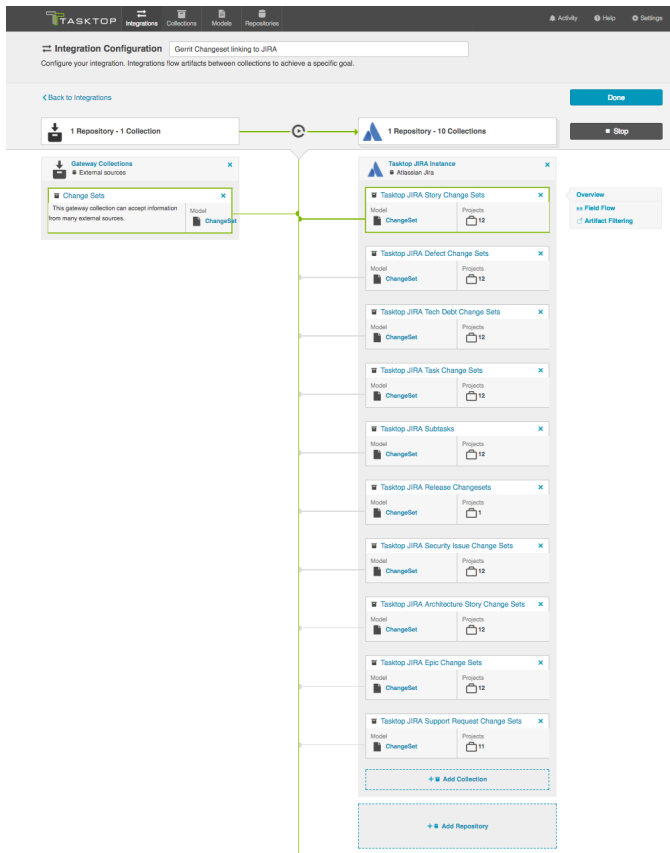 TASKTOP
Integrations
Collections
Models
Repositories
Activity
Help
Settings
Integration Configuration
Gerrit Changeset linking to JIRA
Configure your integration. Integrations flow artifacts between collections to achieve a specific goal.
Back to Integrations
Done
1 Repository - 1 Collection
1 Repository - 10 Collections
Stop
Gateway Collections
External sources
Change Sets
This gateway collection can accept information
from many external sources.
Model
ChangeSet
Tasktop JIRA Instance
Atlassian Jira
Tasktop JIRA Story Change Sets
Model Projects
ChangeSet 12
Overview
Field Flow
Artifact Filtering
Tasktop JIRA Defect Change Sets
Model Projects
ChangeSet 12
Tasktop JIRA Tech Debt Change Sets
Model Projects
ChangeSet 12
Tasktop JIRA Task Change Sets
Model Projects
ChangeSet 12
Tasktop JIRA Subtasks
Model Projects
ChangeSet 12
Tasktop JIRA Release Changesets
Model Projects
ChangeSet 1
Tasktop JIRA Security Issue Change Sets
Model Projects
ChangeSet 12
Tasktop JIRA Architecture Story Change Sets
Model Projects
ChangeSet 12
Tasktop JIRA Epic Change Sets
Model Projects
ChangeSet 12
Tasktop JIRA Support Request Change Sets
Model Projects
ChangeSet 11
+ Add Collection
+ Add Repository